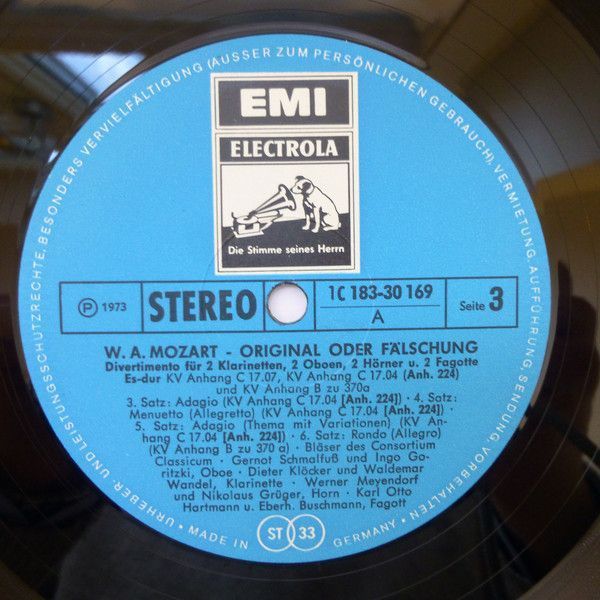 URHEBER- UND LEISTUNGSSCHUTZRECHTE, BESONDERS VERVIELFÄLTIGUNG (AUSSER ZUM PERSÖNLICHEN GEBRAUCH), VERMIETUNG, AUFFÜHRUNG, SENDUNG, VORBEHALTEN ·
EMI
ELECTROLA
Die Stimme seines Herrn
Ⓟ 1973 STEREO 1C 183-30 169 Seite 3
A
W. A. MOZART - ORIGINAL ODER FÄLSCHUNG
Divertimento für 2 Klarinetten, 2 Oboen, 2 Hörner u. 2 Fagotte
Es-dur KV Anhang C 17.07, KV Anhang C 17.04 (Anh. 224)
und KV Anhang B zu 370a
3. Satz: Adagio (KV Anhang C 17.04 [Anh. 224]) · 4. Satz:
Menuetto (Allegretto) (KV Anhang C 17.04 [Anh. 224]) ·
5. Satz: Adagio (Thema mit Variationen) (KV An-
hang C 17.04 [Anh. 224]) · 6. Satz: Rondo (Allegro)
(KV Anhang B zu 370 a) · Bläser des Consortium
Classicum · Gernot Schmalfuß und Ingo Go-
ritzki, Oboe · Dieter Klöcker und Waldemar
Wandel, Klarinette · Werner Meyendorf
und Nikolaus Grüger, Horn · Karl Otto
Hartmann u. Eberh. Buschmann, Fagott
MADE IN ST 33 GERMANY